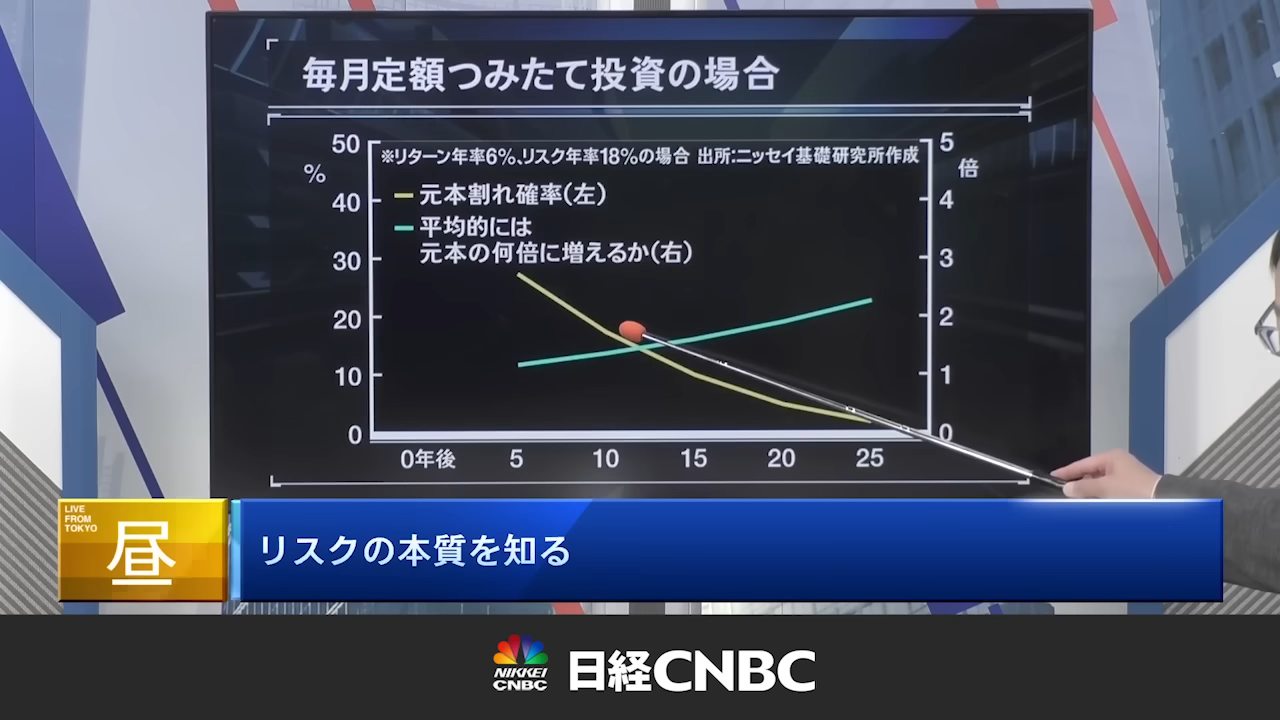 毎月定額つみたて投資の場合
※リターン年率6%、リスク年率18%の場合 出所:ニッセイ基礎研究所作成
50
%
40
30
20
10
0
5
倍
4
3
2
1
0
元本割れ確率(左)
平均的には
元本の何倍に増えるか(右)
0年後 5 10 15 20 25
LIVE
FROM
TOKYO
昼
リスクの本質を知る
NIKKEI
CNBC
日経CNBC